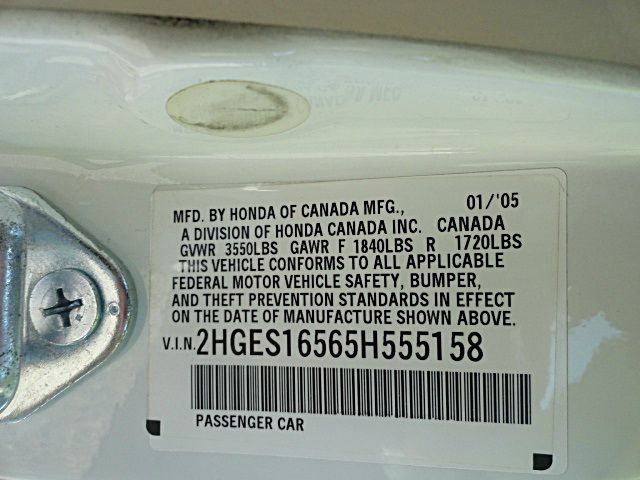 MFD. BY HONDA OF CANADA MFG., 01/'05
A DIVISION OF HONDA CANADA INC. CANADA
GVWR 3550LBS GAWR F 1840LBS R 1720LBS
THIS VEHICLE CONFORMS TO ALL APPLICABLE
FEDERAL MOTOR VEHICLE SAFETY, BUMPER,
AND THEFT PREVENTION STANDARDS IN EFFECT
ON THE DATE OF MANUFACTURE SHOWN ABOVE.
V.I.N. 2HGES16565H555158
PASSENGER CAR